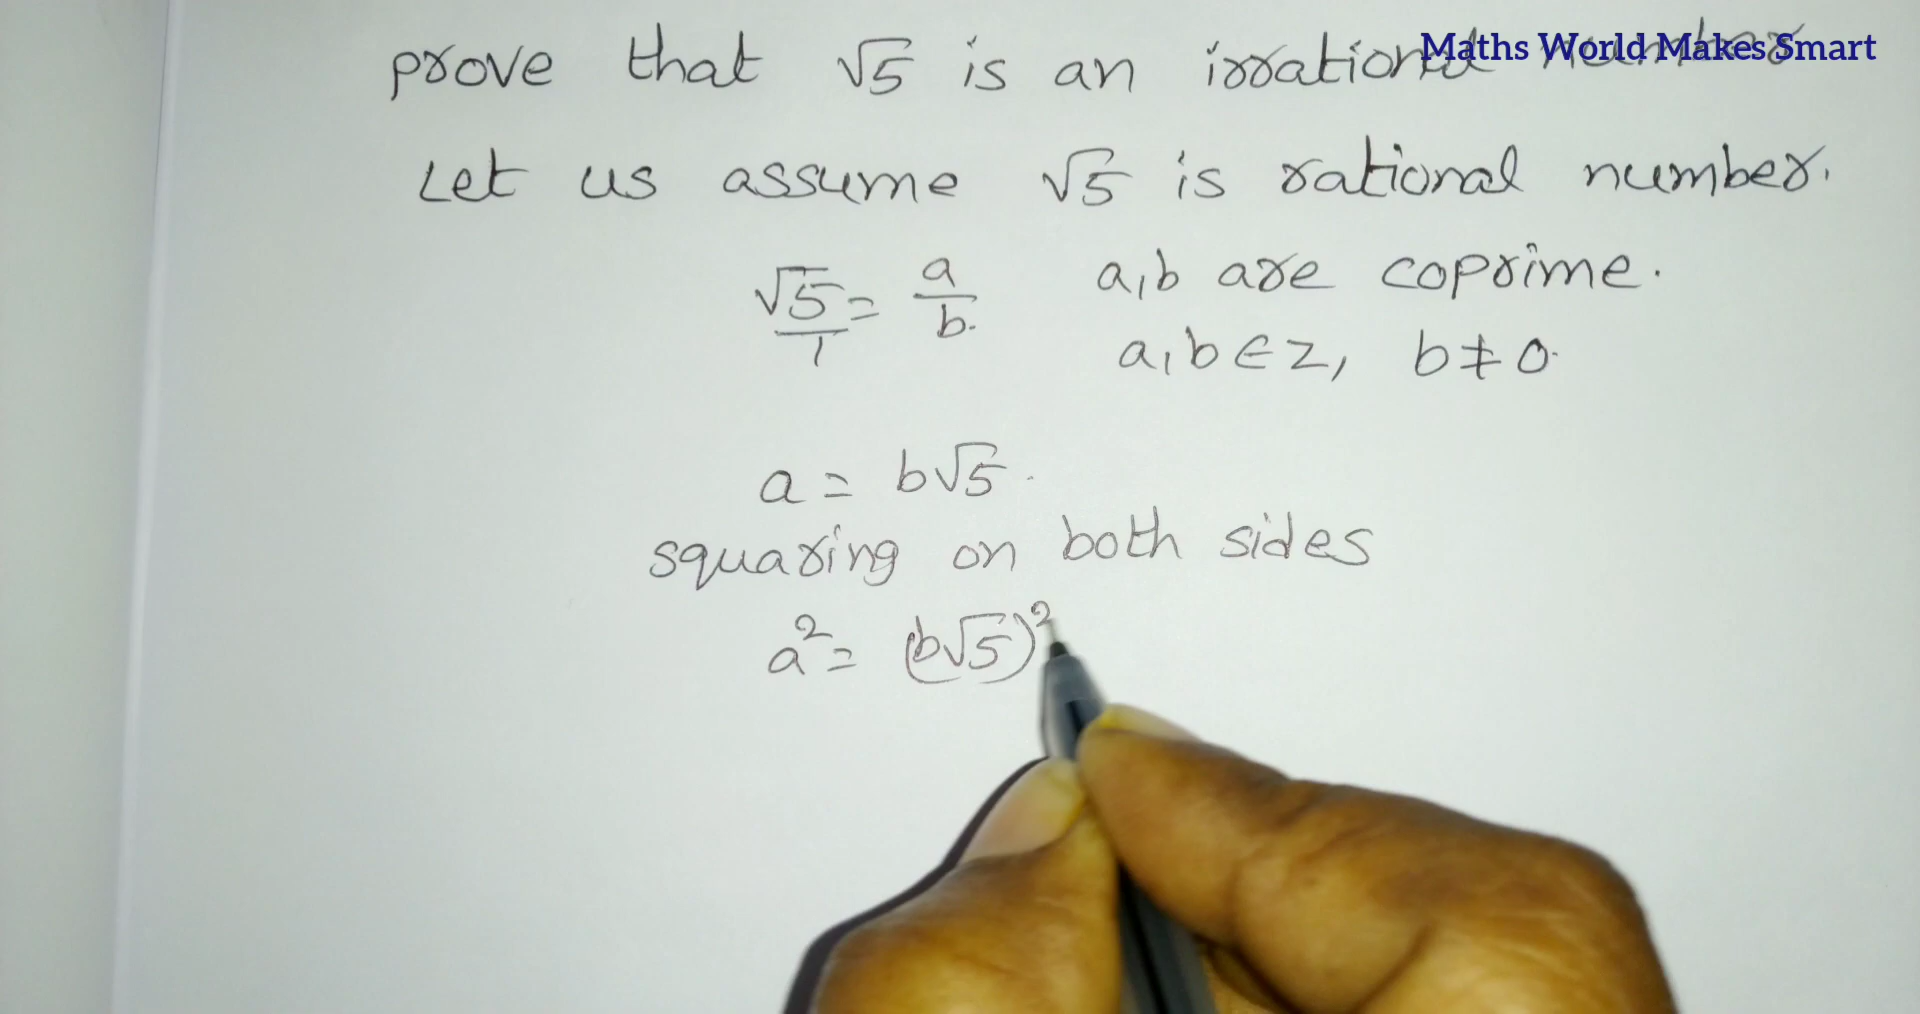 prove that √5 is an irrational number
Maths World Makes Smart
Let us assume √5 is rational number.
√5/1 = a/b. a,b are coprime.
a,b ∈ Z, b ≠ 0.
a = b√5.
squaring on both sides
a² = (b√5)²